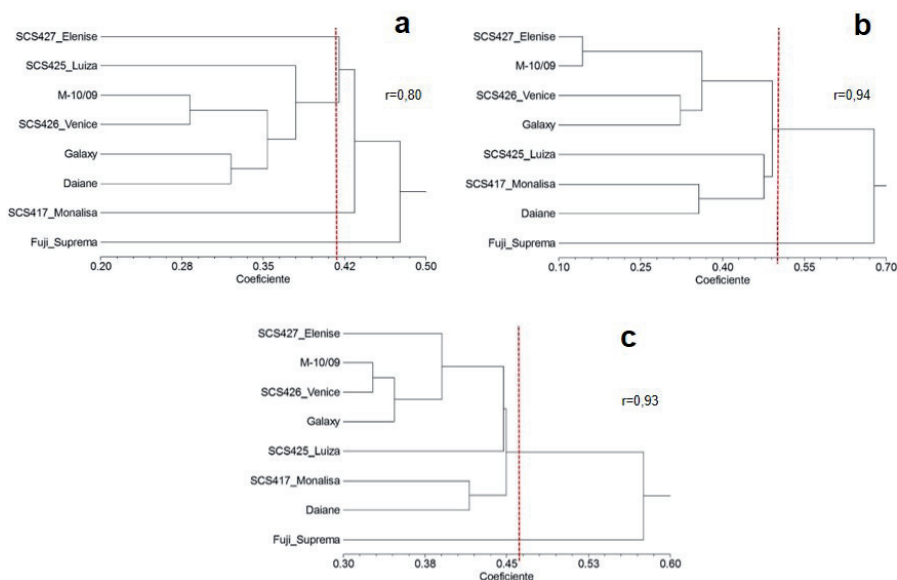 a
SCS427_Elenise
SCS425_Luiza
M-10/09
SCS426_Venice
Galaxy
Daiane
SCS417_Monalisa
Fuji_Suprema
r=0,80
0.20 0.28 0.35 0.42 0.50
Coeficiente
b
SCS427_Elenise
M-10/09
SCS426_Venice
Galaxy
SCS425_Luiza
SCS417_Monalisa
Daiane
Fuji_Suprema
r=0,94
0.10 0.25 0.40 0.55 0.70
Coeficiente
c
SCS427_Elenise
M-10/09
SCS426_Venice
Galaxy
SCS425_Luiza
SCS417_Monalisa
Daiane
Fuji_Suprema
r=0,93
0.30 0.38 0.45 0.53 0.60
Coeficiente